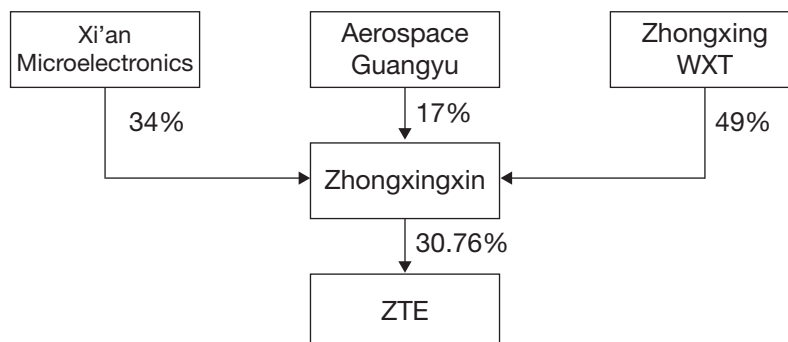 Xi’an
Microelectronics
Aerospace
Guangyu
Zhongxing
WXT
34%
17%
49%
Zhongxingxin
30.76%
ZTE